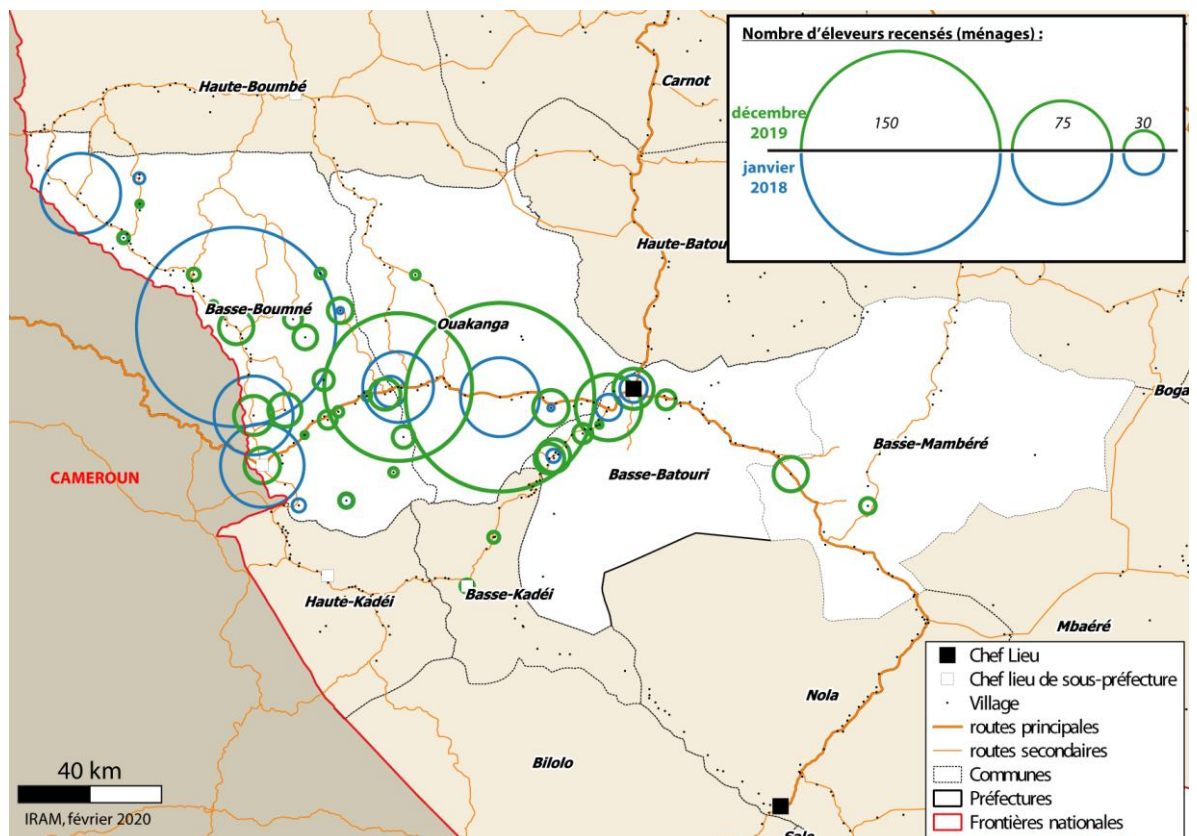 Nombre d'éleveurs recensés (ménages) :
décembre
2019
150
75
30
janvier
2018
Carnot
Haute-Boumbé
Haute-Batou
Basse-Boumné
Ouakanga
Boga
Basse-Mambéré
Basse-Batouri
CAMEROUN
Haute-Kadéi
Basse-Kadéi
Mbaéré
Nola
Bilolo
Salo
40 km
IRAM, février 2020
Chef Lieu
Chef lieu de sous-préfecture
Village
routes principales
routes secondaires
Communes
Préfectures
Frontières nationales